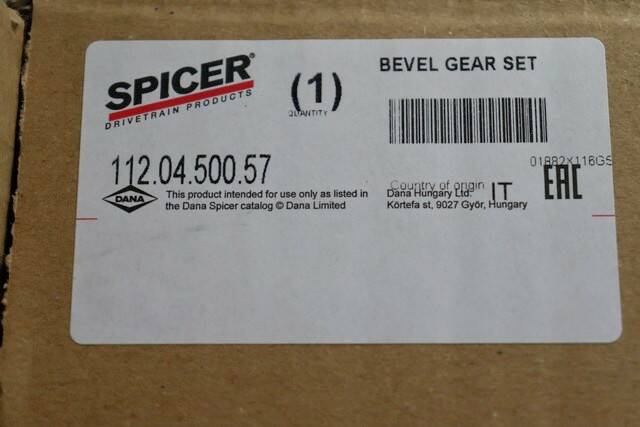 SPICER®
DRIVETRAIN PRODUCTS
(1)
QUANTITY
BEVEL GEAR SET
01882X116GS
112.04.500.57
DANA
This product intended for use only as listed in
the Dana Spicer catalog © Dana Limited
Country of origin IT
Dana Hungary Ltd.
Körtefa st, 9027 Győr, Hungary
EAC